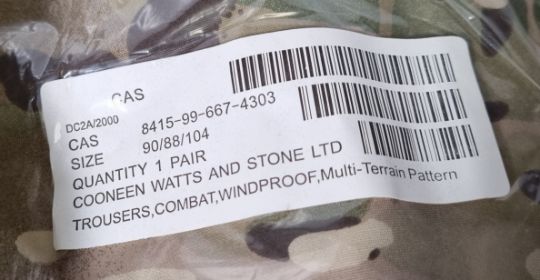 CAS
DC2A/2000
CAS 8415-99-667-4303
SIZE 90/88/104
QUANTITY 1 PAIR
COONEEN WATTS AND STONE LTD
TROUSERS,COMBAT,WINDPROOF,Multi-Terrain Pattern